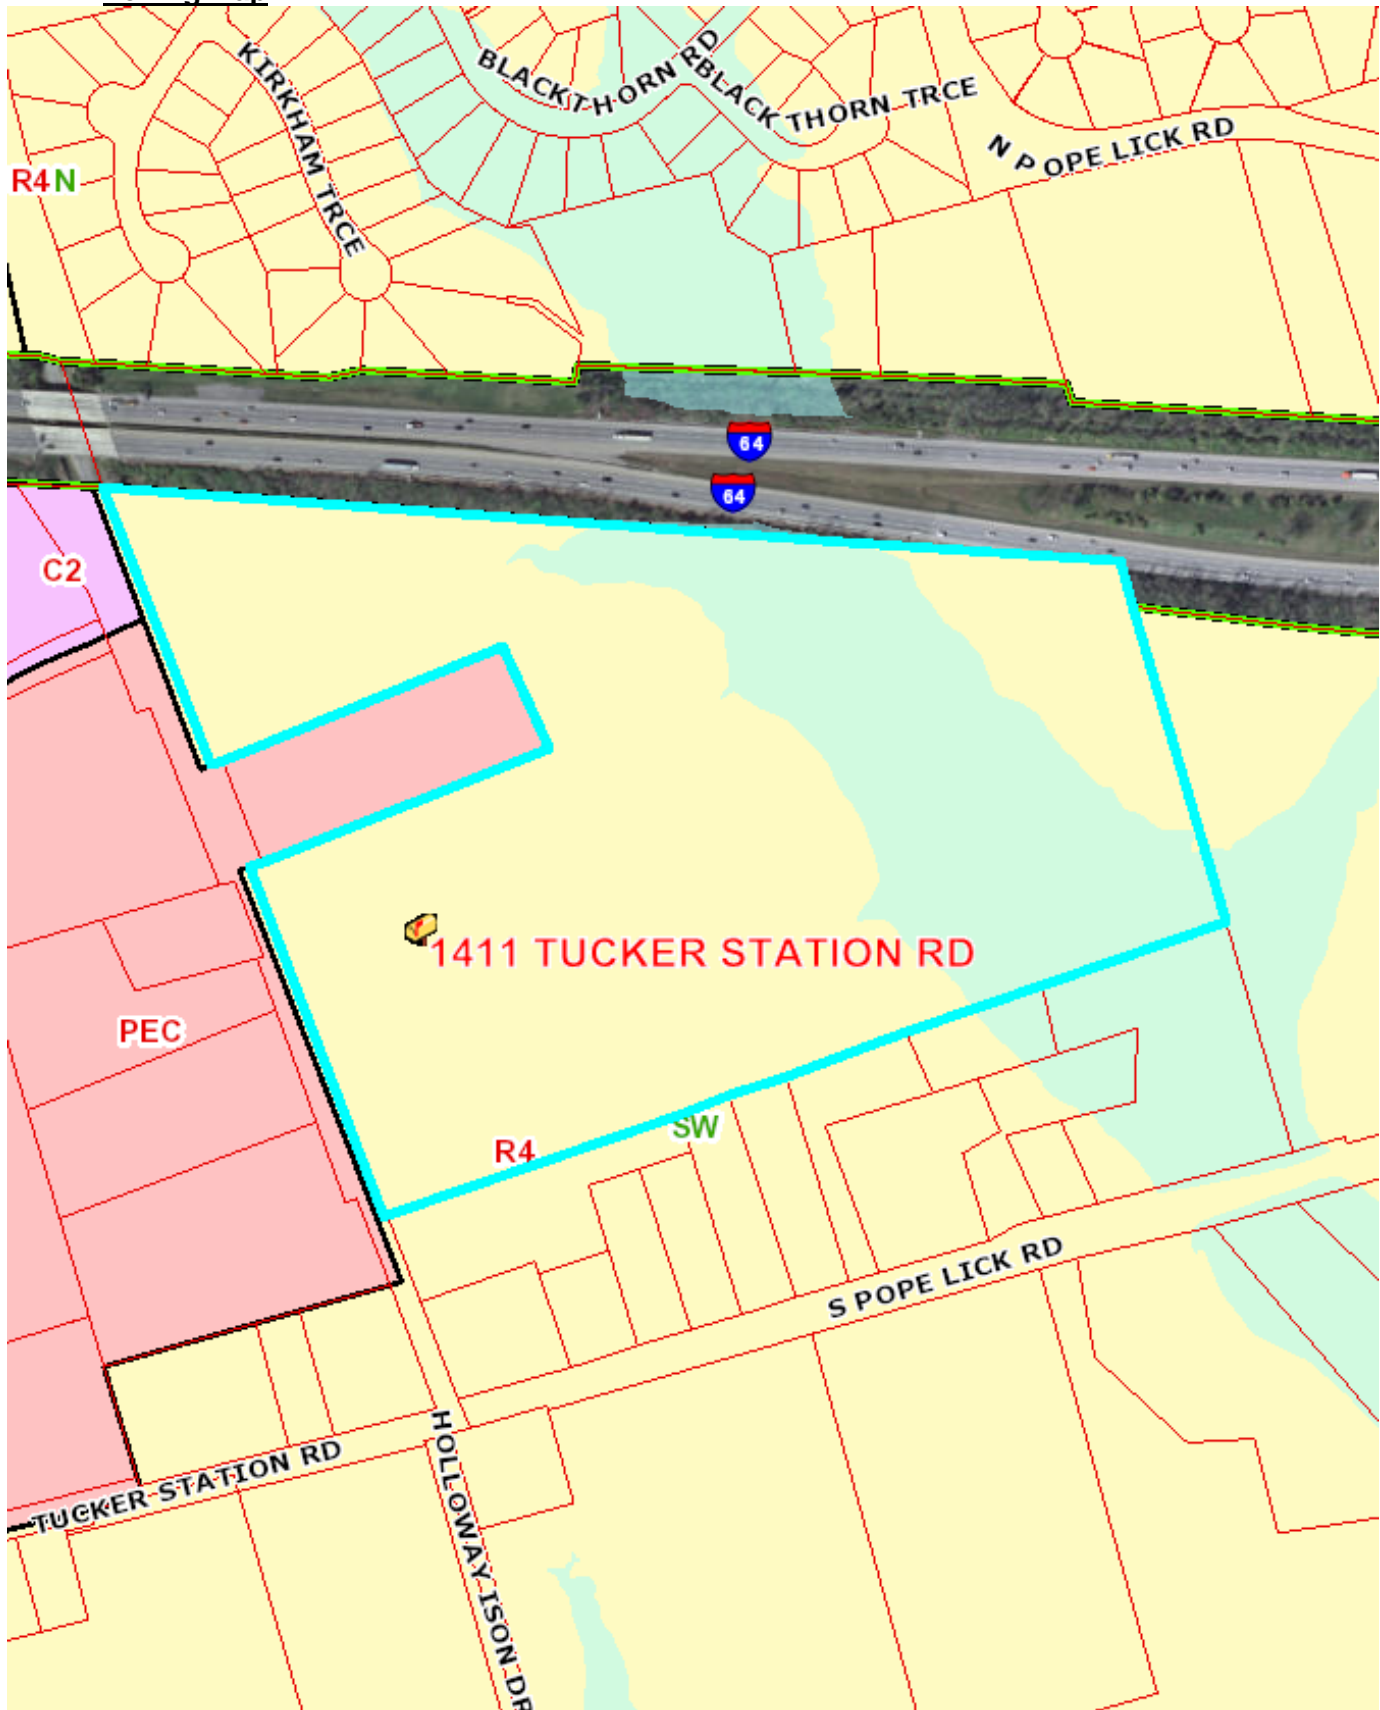 KIRKHAM TRCE
BLACKTHORN RD
BLACK THORN TRCE
N POPE LICK RD
R4 N
64
64
C2
1411 TUCKER STATION RD
PEC
SW
R4
S POPE LICK RD
TUCKER STATION RD
HOLLOWAY ISON DR